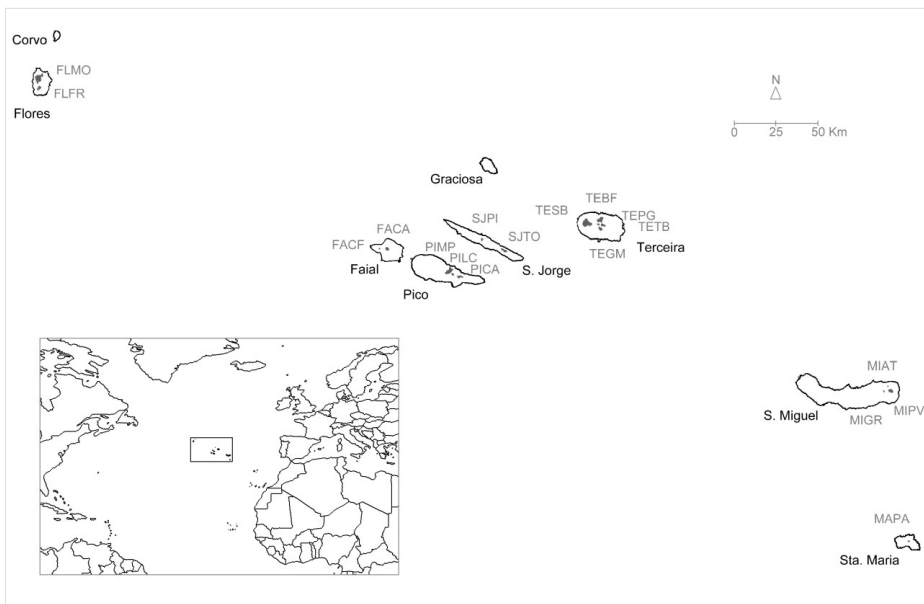 Corvo
FLMO
FLFR
Flores
N
0 25 50 Km
Graciosa
TEBF
TESB
TEPG
TETB
TEGM
Terceira
SJPI
SJTO
S. Jorge
FACA
FACF
Faial
PIMP
PILC
PICA
Pico
MIAT
S. Miguel
MIGR
MIPV
MAPA
Sta. Maria